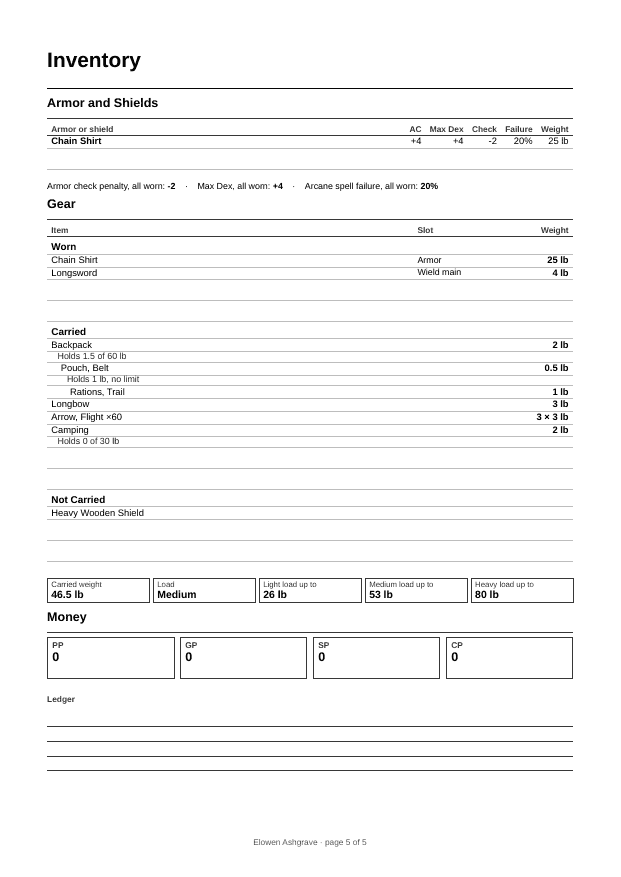 Inventory
Armor and Shields
Armor or shield AC Max Dex Check Failure Weight
Chain Shirt +4 +4 -2 20% 25 lb
Armor check penalty, all worn: -2 · Max Dex, all worn: +4 · Arcane spell failure, all worn: 20%
Gear
Item Slot Weight
Worn
Chain Shirt Armor 25 lb
Longsword Wield main 4 lb
Carried
Backpack 2 lb
Holds 1.5 of 60 lb
Pouch, Belt 0.5 lb
Holds 1 lb, no limit
Rations, Trail 1 lb
Longbow 3 lb
Arrow, Flight ×60 3 × 3 lb
Camping 2 lb
Holds 0 of 30 lb
Not Carried
Heavy Wooden Shield
Carried weight Load Light load up to Medium load up to Heavy load up to
46.5 lb Medium 26 lb 53 lb 80 lb
Money
PP GP SP CP
0 0 0 0
Ledger
Elowen Ashgrave · page 5 of 5